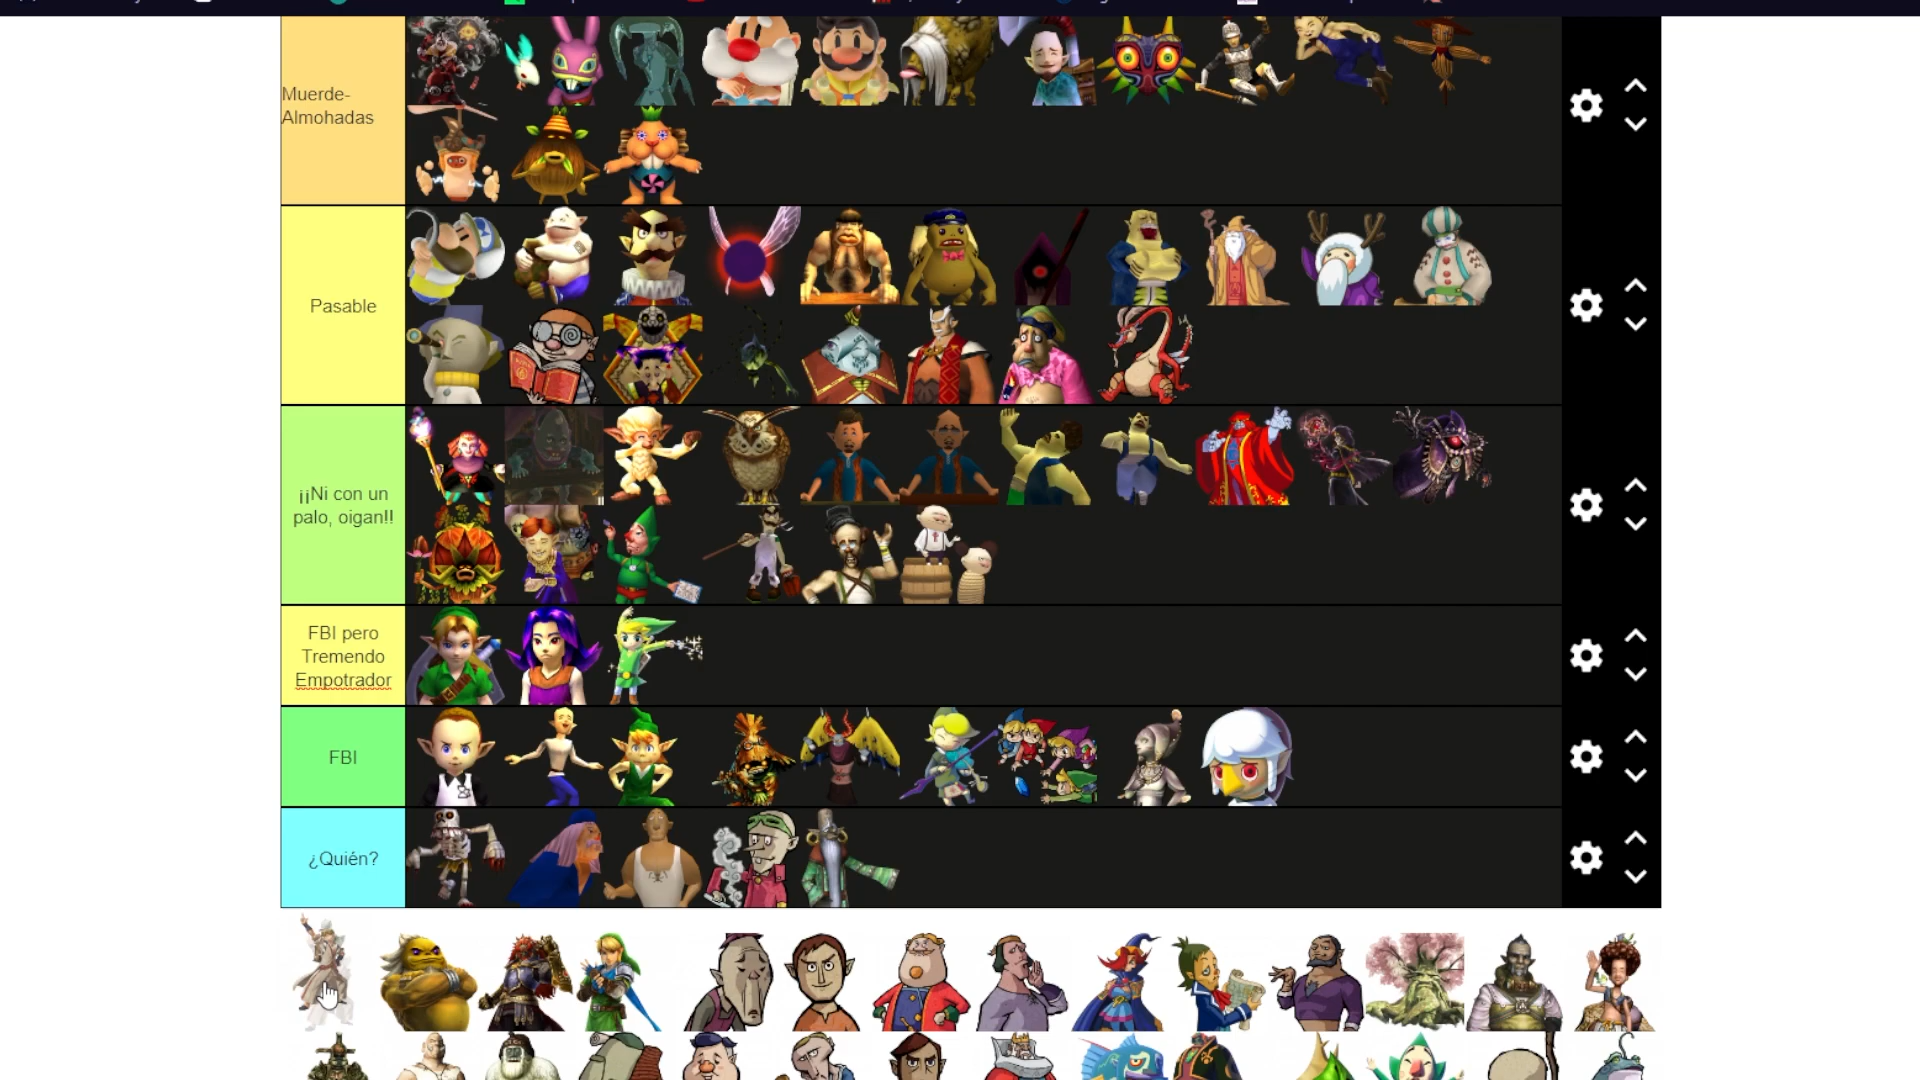 Muerde-
Almohadas
Pasable
¡¡Ni con un
palo, oigan!!
FBI pero
Tremendo
Empotrador
FBI
¿Quién?